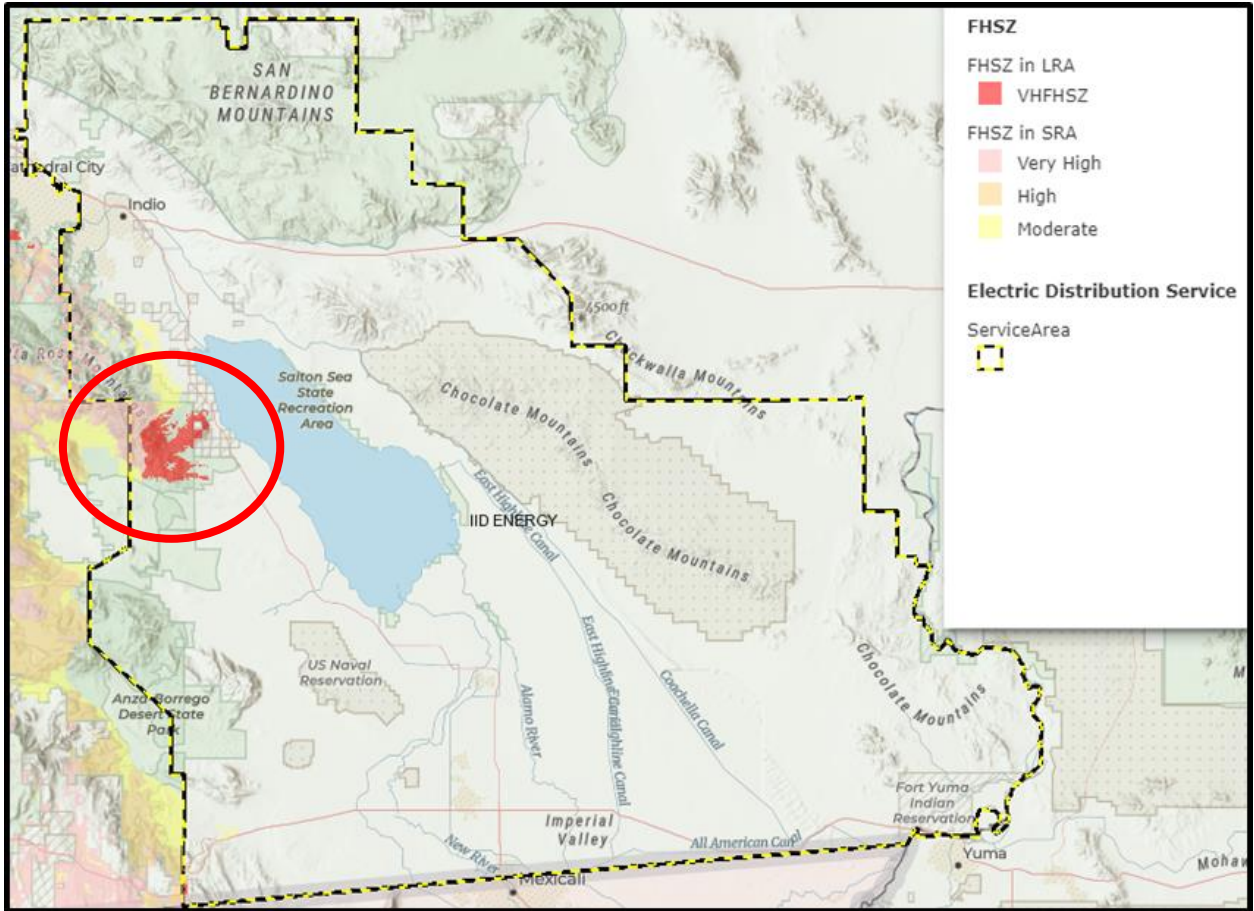 FHSZ
FHSZ in LRA
VHFHSZ
FHSZ in SRA
Very High
High
Moderate
Electric Distribution Service
ServiceArea
SAN
BERNARDINO
MOUNTAINS
Cathedral City
Indio
4500 ft
Chuckwalla Mountains
Salton Sea
State
Recreation
Area
Chocolate Mountains
Chocolate Mountains
East Highline Canal
IID ENERGY
US Naval
Reservation
Anza-Borrego
Desert State
Park
Alamo River
East Highline Canal
Coachella Canal
Chocolate Mountains
Fort Yuma
Indian
Reservation
Imperial
Valley
New River
All American Canal
Yuma
Mexicali
Mohaw